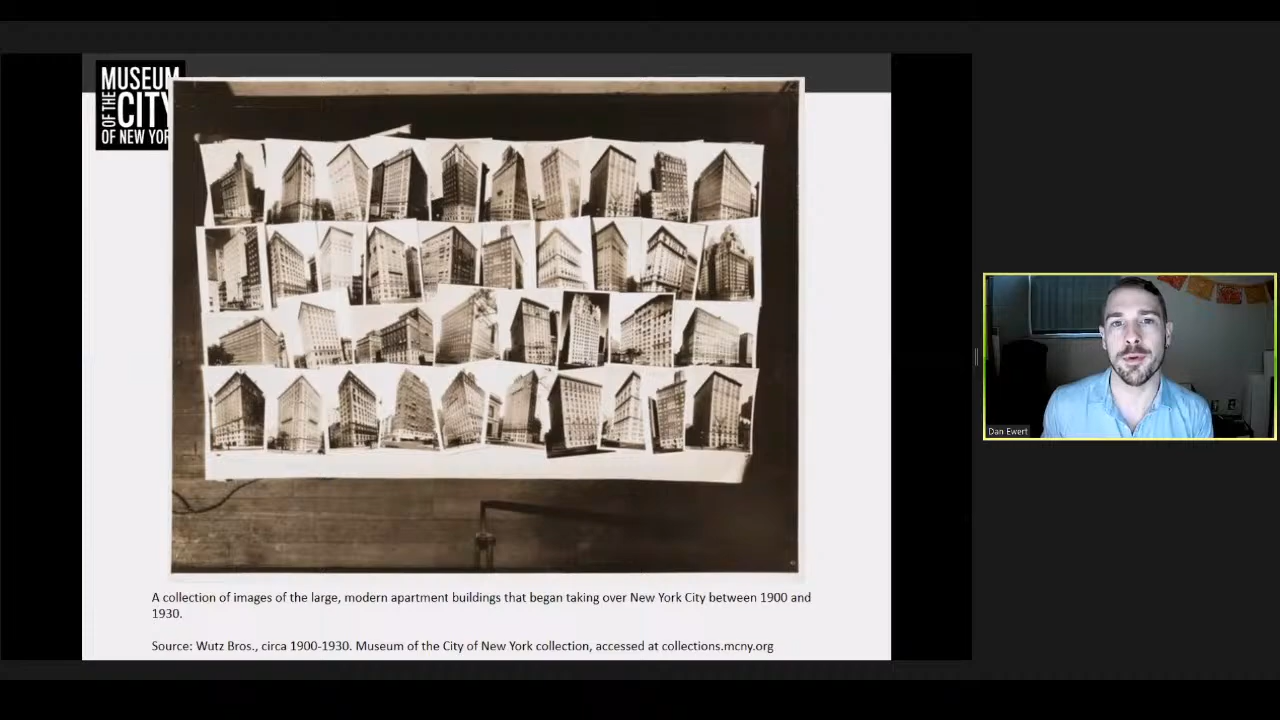 MUSEUM
OF THE
CITY
OF NEW YOR
A collection of images of the large, modern apartment buildings that began taking over New York City between 1900 and
1930.
Source: Wutz Bros., circa 1900-1930. Museum of the City of New York collection, accessed at collections.mcny.org
Dan Ewert